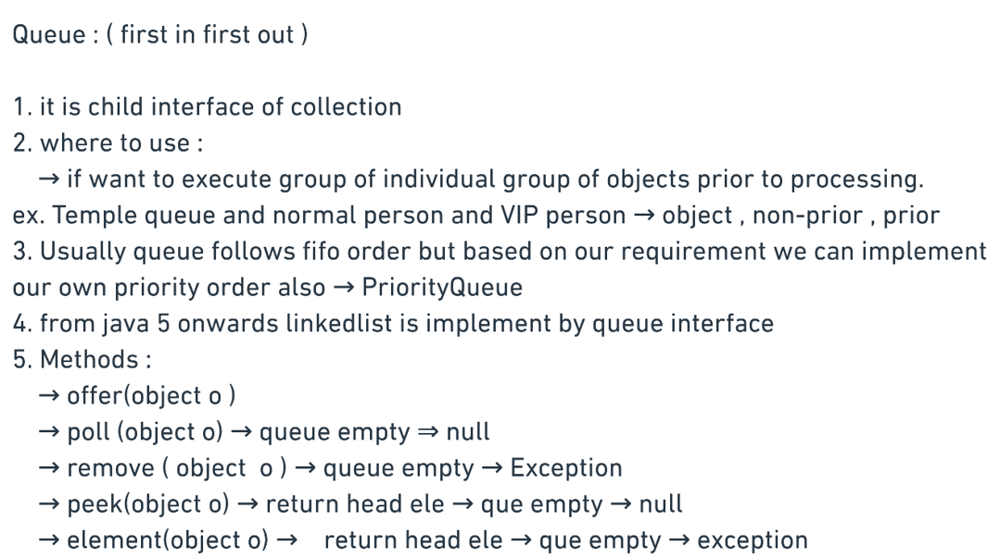 Queue : ( first in first out )
1. it is child interface of collection
2. where to use :
→ if want to execute group of individual group of objects prior to processing.
ex. Temple queue and normal person and VIP person → object , non-prior , prior
3. Usually queue follows fifo order but based on our requirement we can implement
our own priority order also → PriorityQueue
4. from java 5 onwards linkedlist is implement by queue interface
5. Methods :
→ offer(object o )
→ poll (object o) → queue empty ⇒ null
→ remove ( object o ) → queue empty → Exception
→ peek(object o) → return head ele → que empty → null
→ element(object o) → return head ele → que empty → exception